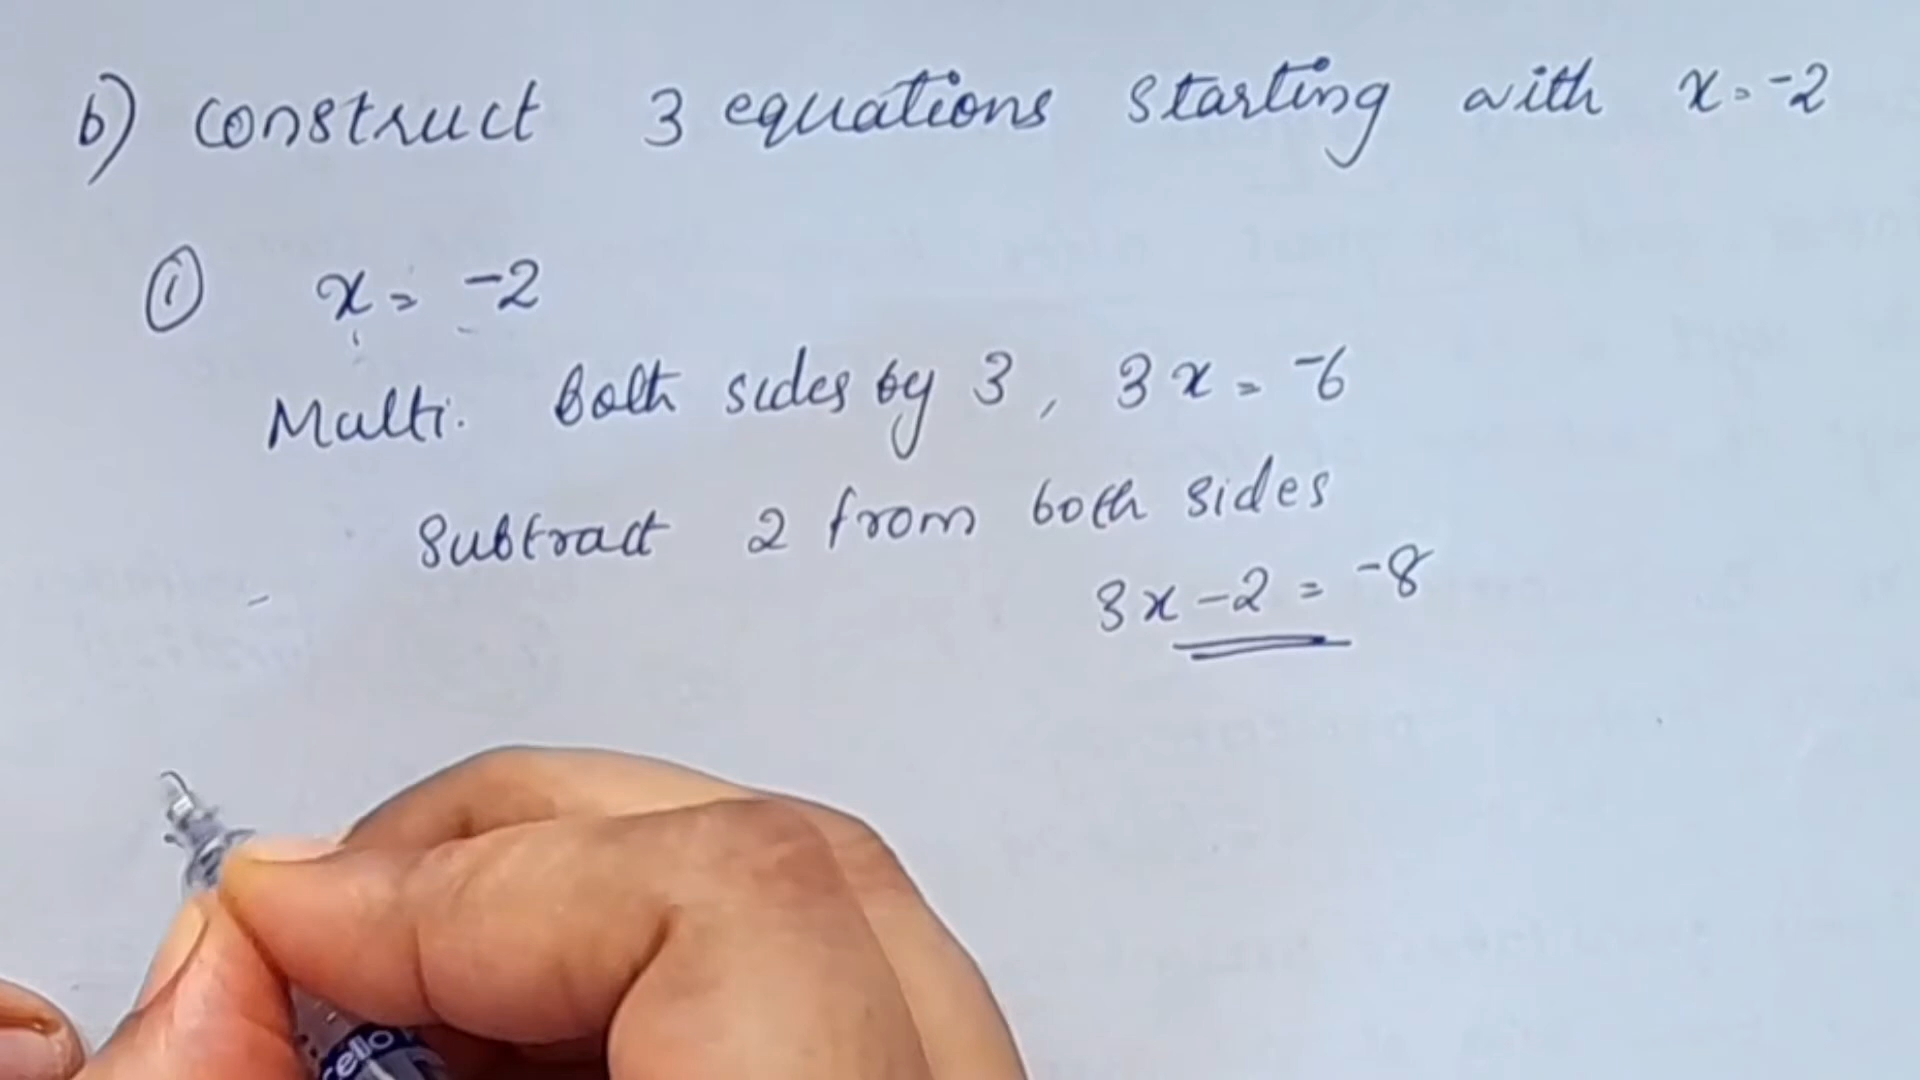 b) construct 3 equations starting with x = -2
① x = -2
Multi. both sides by 3, 3x = -6
Subtract 2 from both sides
3x - 2 = -8
cello